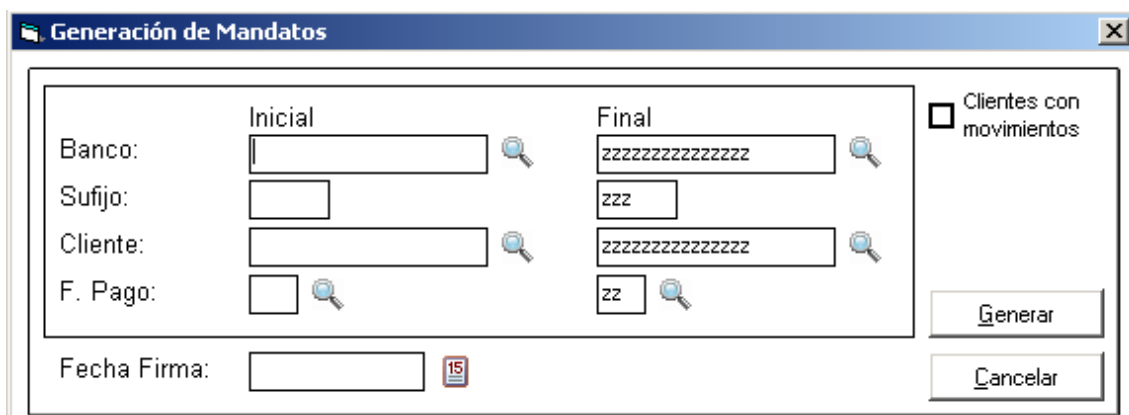 Generación de Mandatos
Inicial Final
Clientes con
movimientos
Banco: zzzzzzzzzzzzzzz
Sufijo: zzz
Cliente: zzzzzzzzzzzzzzz
F. Pago: zz
Generar
Fecha Firma: 15
Cancelar